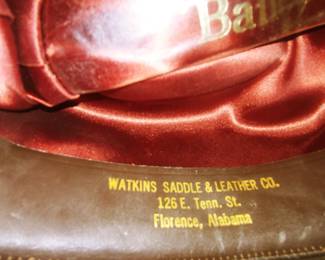 WATKINS SADDLE & LEATHER CO.
126 E. Tenn. St.
Florence, Alabama